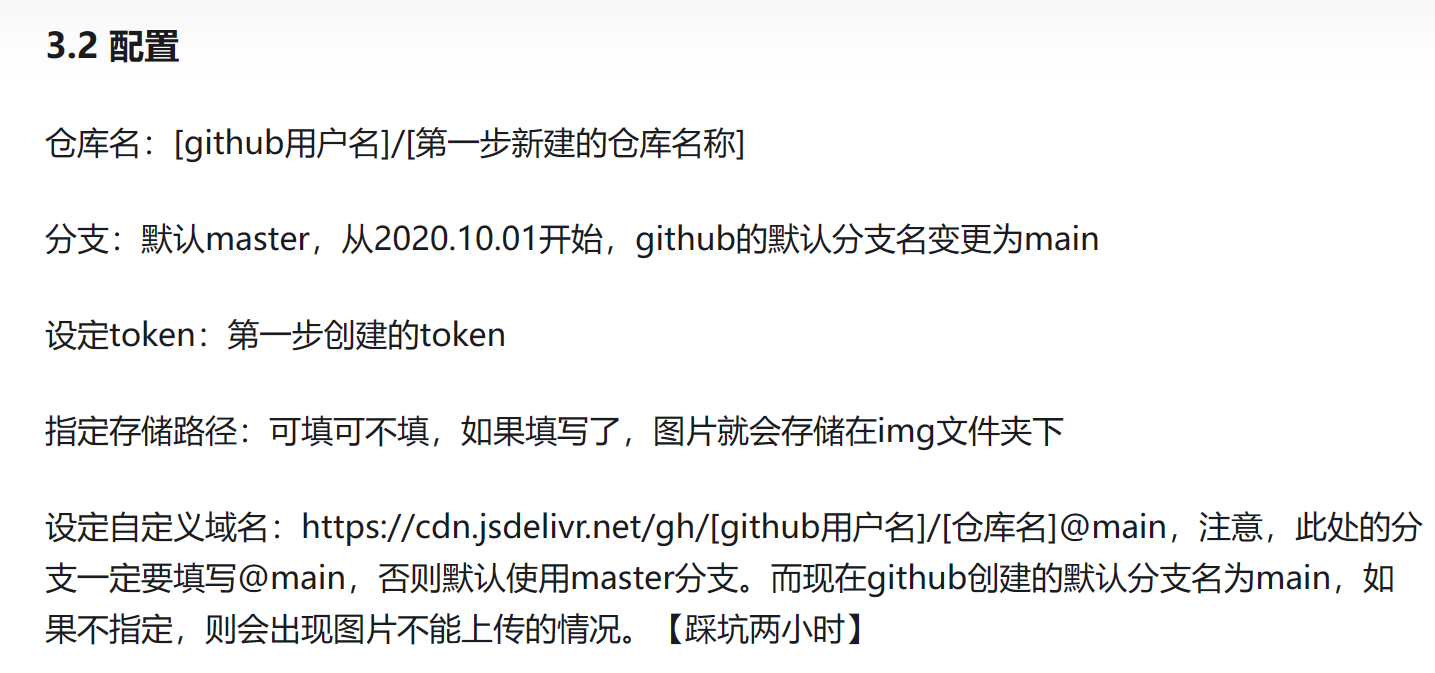 3.2 配置
仓库名：[github用户名]/[第一步新建的仓库名称]
分支：默认master，从2020.10.01开始，github的默认分支名变更为main
设定token：第一步创建的token
指定存储路径：可填可不填，如果填写了，图片就会存储在img文件夹下
设定自定义域名：https://cdn.jsdelivr.net/gh/[github用户名]/[仓库名]@main，注意，此处的分
支一定要填写@main，否则默认使用master分支。而现在github创建的默认分支名为main，如
果不指定，则会出现图片不能上传的情况。【踩坑两小时】